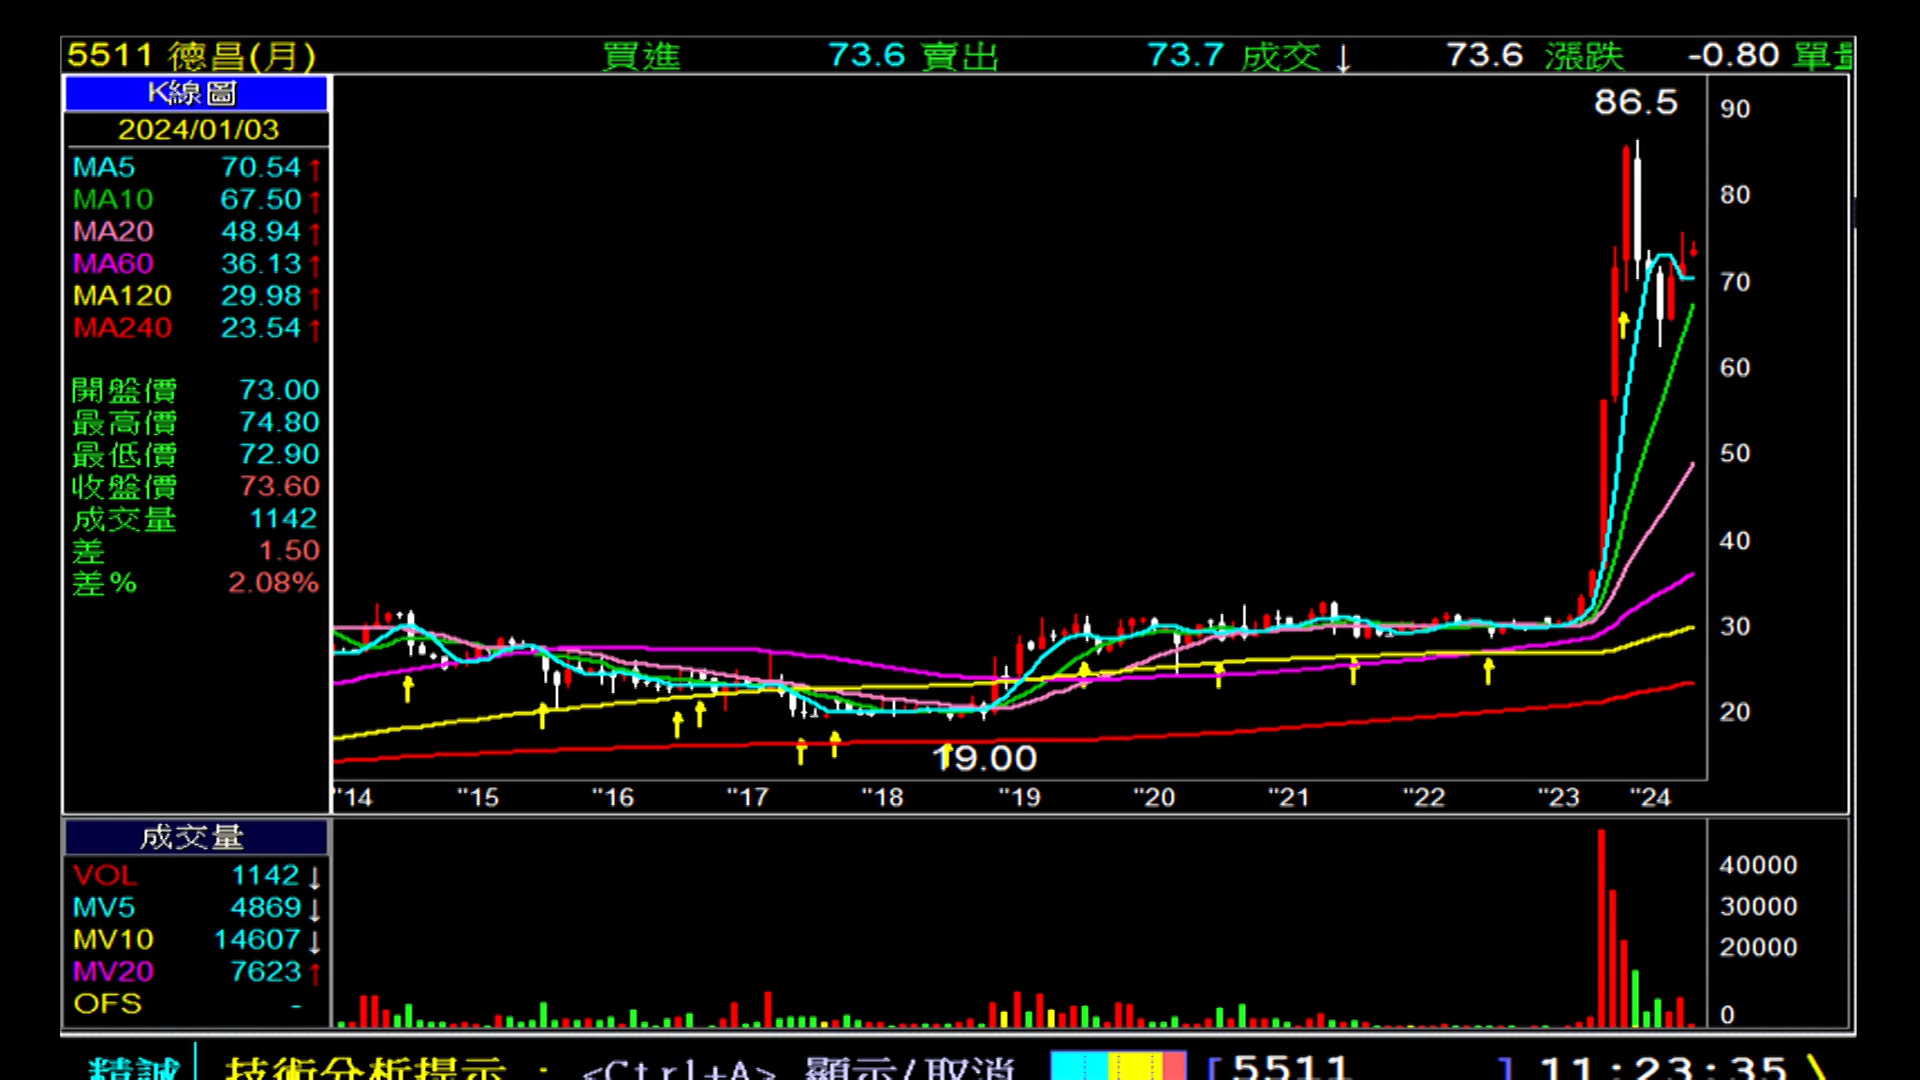 5511 德昌(月) 買進 73.6 賣出 73.7 成交↓ 73.6 漲跌 -0.80 單量
K線圖
2024/01/03
MA5 70.54↑
MA10 67.50↑
MA20 48.94↑
MA60 36.13↑
MA120 29.98↑
MA240 23.54↑
開盤價 73.00
最高價 74.80
最低價 72.90
收盤價 73.60
成交量 1142
差 1.50
差% 2.08%
86.5
90
80
70
60
50
40
30
20
19.00
"14 "15 "16 "17 "18 "19 "20 "21 "22 "23 "24
成交量
VOL 1142↓
MV5 4869↓
MV10 14607↓
MV20 7623↑
OFS -
40000
30000
20000
0
精誠 技術分析提示 : <Ctrl+A> 顯示/取消 [5511 ] 11:23:35 \